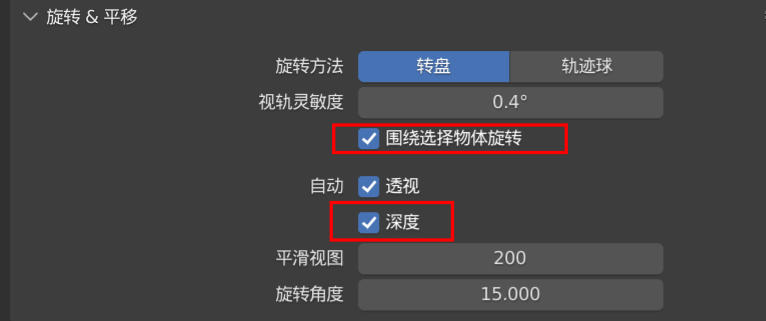 旋转 & 平移
旋转方法 转盘 轨迹球
视轨灵敏度 0.4°
围绕选择物体旋转
自动 透视
深度
平滑视图 200
旋转角度 15.000